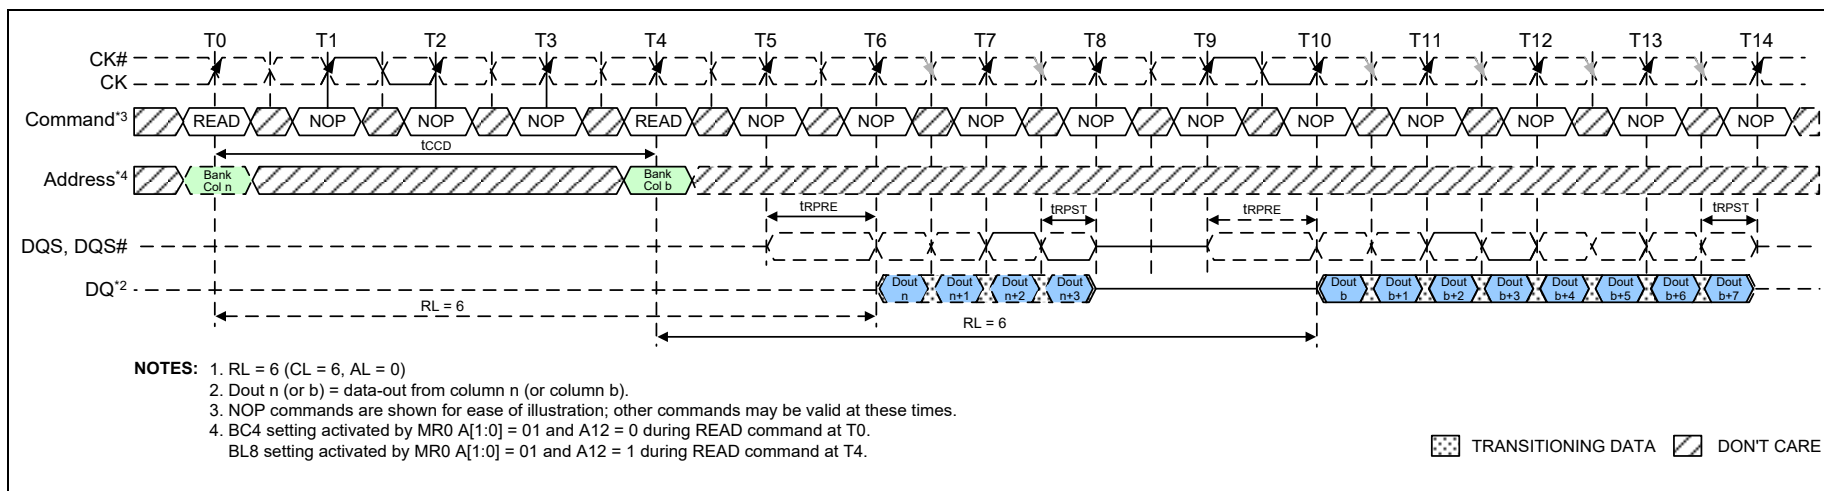 T0 T1 T2 T3 T4 T5 T6 T7 T8 T9 T10 T11 T12 T13 T14
CK#
CK
Command*3 READ NOP NOP NOP READ NOP NOP NOP NOP NOP NOP NOP NOP NOP NOP
tCCD
Address*4 Bank Col n Bank Col b
tRPRE tRPST tRPRE tRPST
DQS, DQS#
DQ*2 Dout n Dout n+1 Dout n+2 Dout n+3 Dout b Dout b+1 Dout b+2 Dout b+3 Dout b+4 Dout b+5 Dout b+6 Dout b+7
RL = 6
RL = 6
NOTES: 1. RL = 6 (CL = 6, AL = 0)
2. Dout n (or b) = data-out from column n (or column b).
3. NOP commands are shown for ease of illustration; other commands may be valid at these times.
4. BC4 setting activated by MR0 A[1:0] = 01 and A12 = 0 during READ command at T0.
BL8 setting activated by MR0 A[1:0] = 01 and A12 = 1 during READ command at T4.
TRANSITIONING DATA DON'T CARE